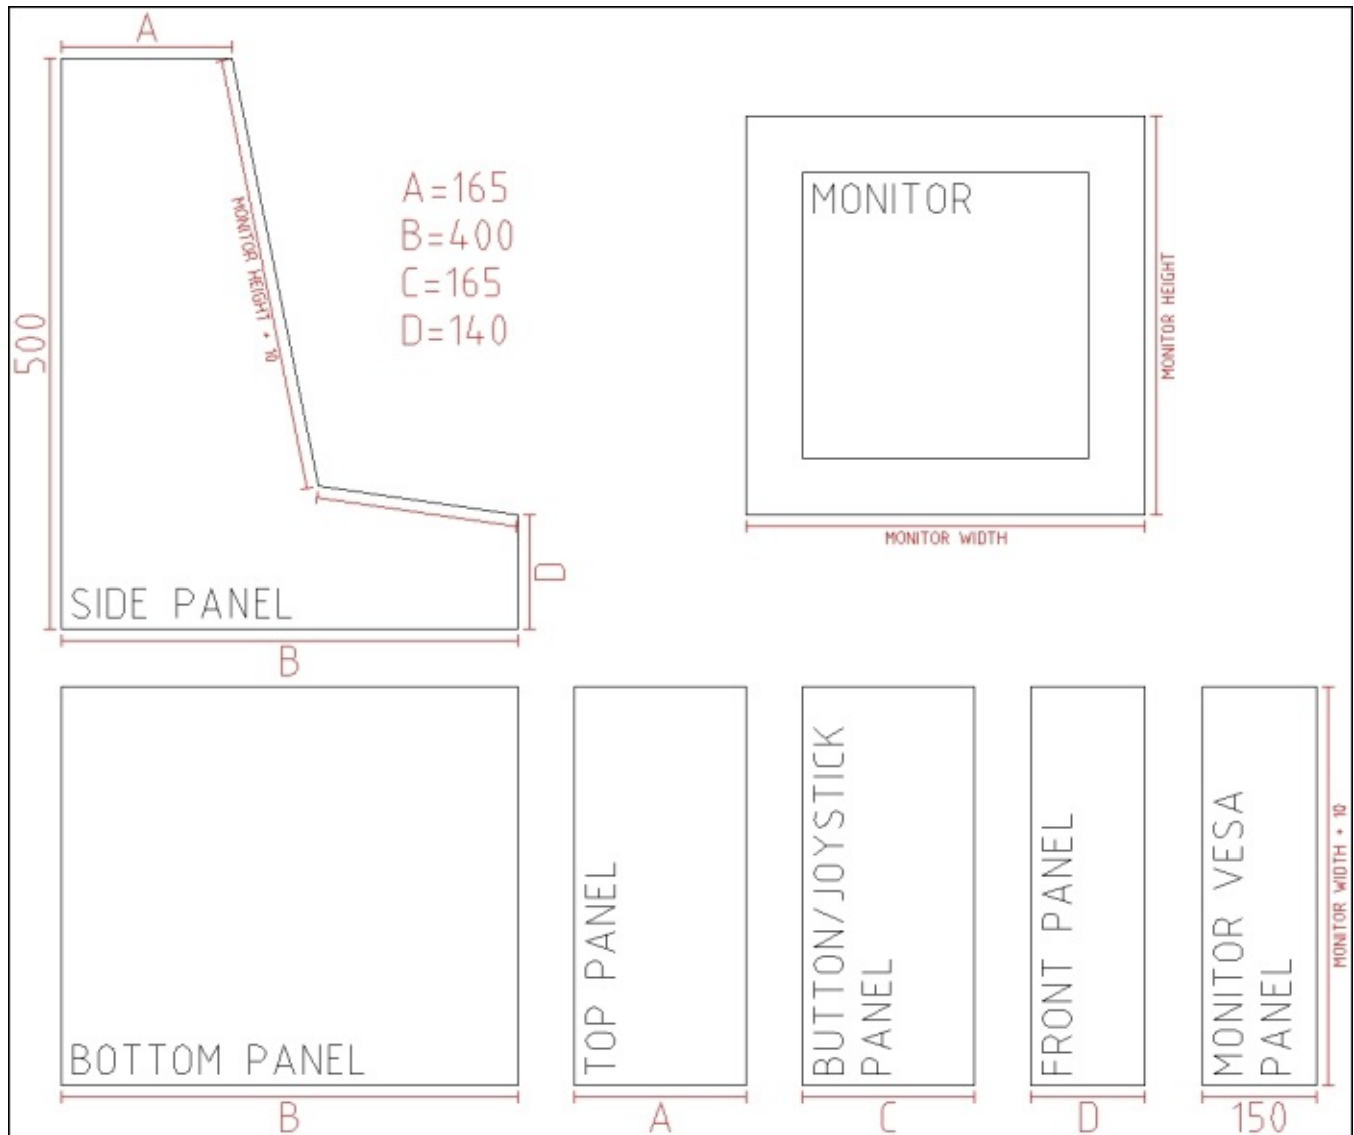 A
500
MONITOR HEIGHT + 10
A=165
B=400
C=165
D=140
MONITOR
MONITOR HEIGHT
MONITOR WIDTH
D
SIDE PANEL
B
BOTTOM PANEL
B
TOP PANEL
A
BUTTON/JOYSTICK
PANEL
C
FRONT PANEL
D
MONITOR VESA
PANEL
150
MONITOR WIDTH + 10